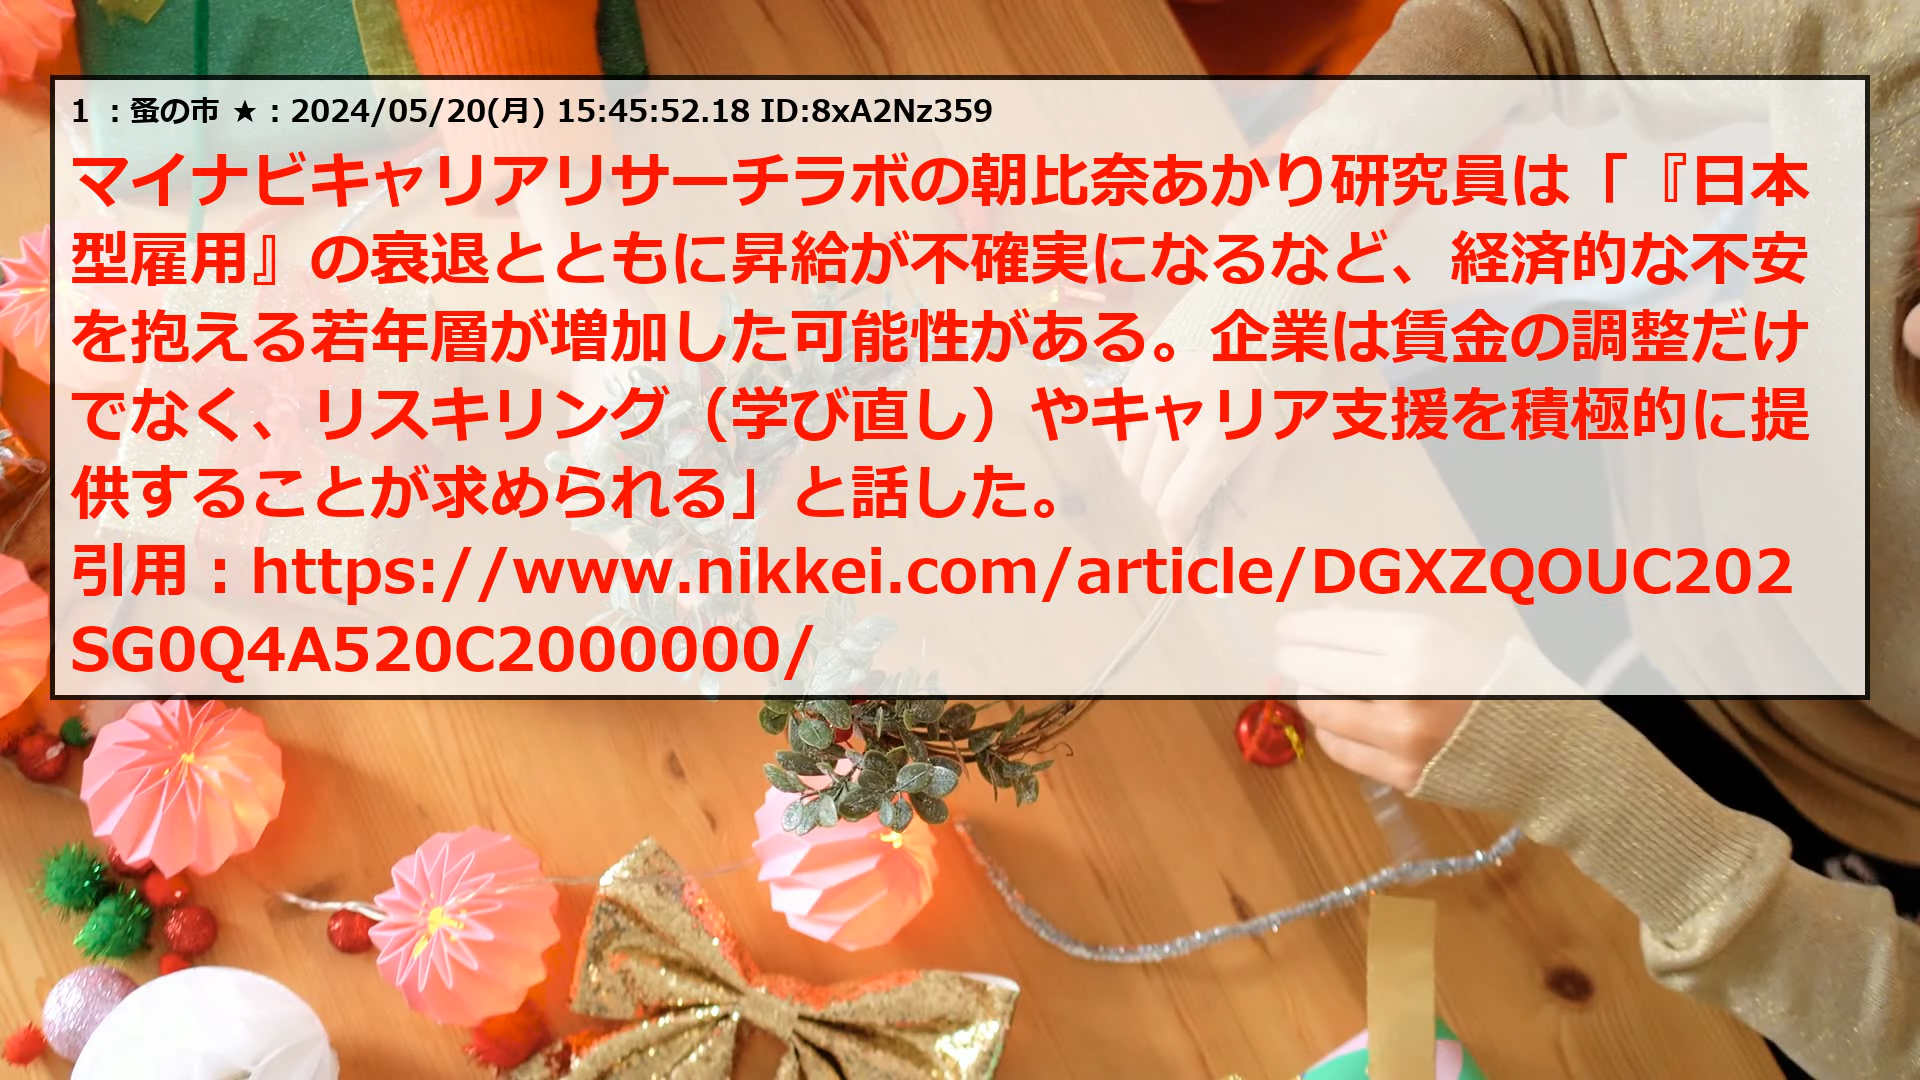 1 ：蚤の市 ★：2024/05/20(月) 15:45:52.18 ID:8xA2Nz359
マイナビキャリアリサーチラボの朝比奈あかり研究員は「『日本
型雇用』の衰退とともに昇給が不確実になるなど、経済的な不安
を抱える若年層が増加した可能性がある。企業は賃金の調整だけ
でなく、リスキリング（学び直し）やキャリア支援を積極的に提
供することが求められる」と話した。
引用：https://www.nikkei.com/article/DGXZQOUC202
SG0Q4A520C2000000/